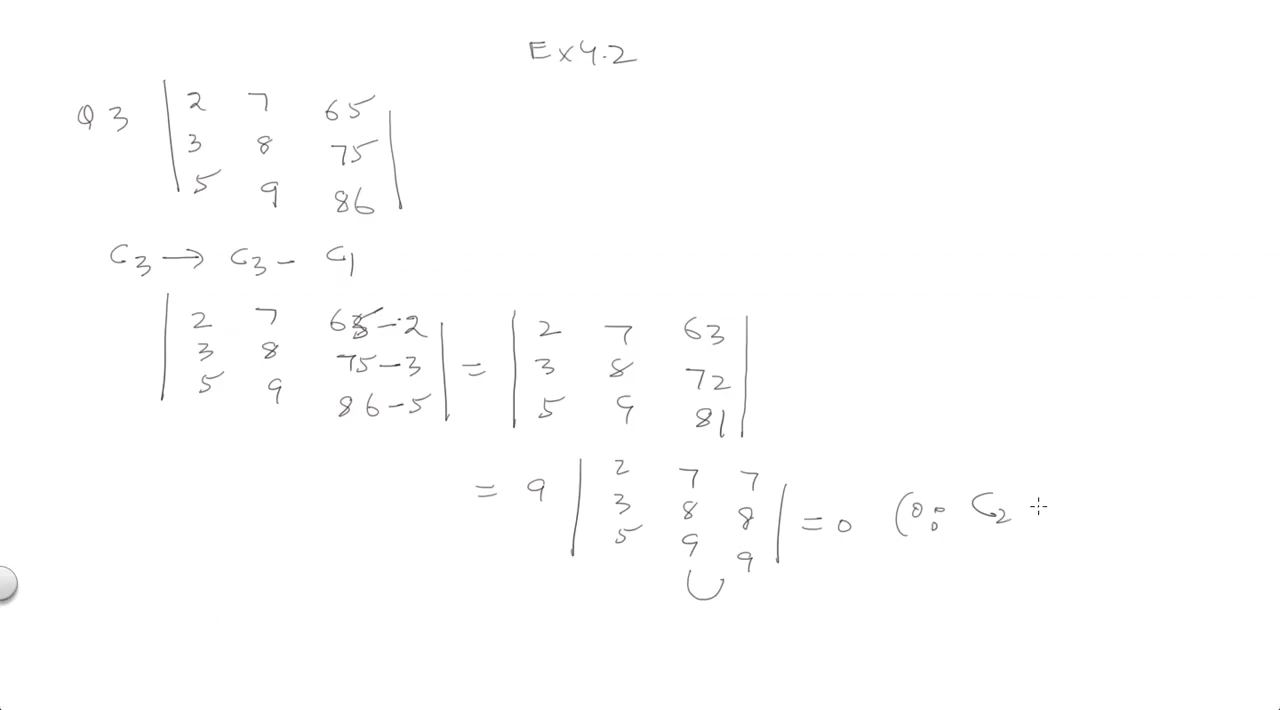 Ex 4.2
Q 3 | 2 7 65 |
| 3 8 75 |
| 5 9 86 |
C3 → C3 - C1
| 2 7 65-2 | | 2 7 63 |
| 3 8 75-3 | = | 3 8 72 |
| 5 9 86-5 | | 5 9 81 |
| 2 7 7 |
= 9 | 3 8 8 | = 0 (∵ C2
| 5 9 9 |